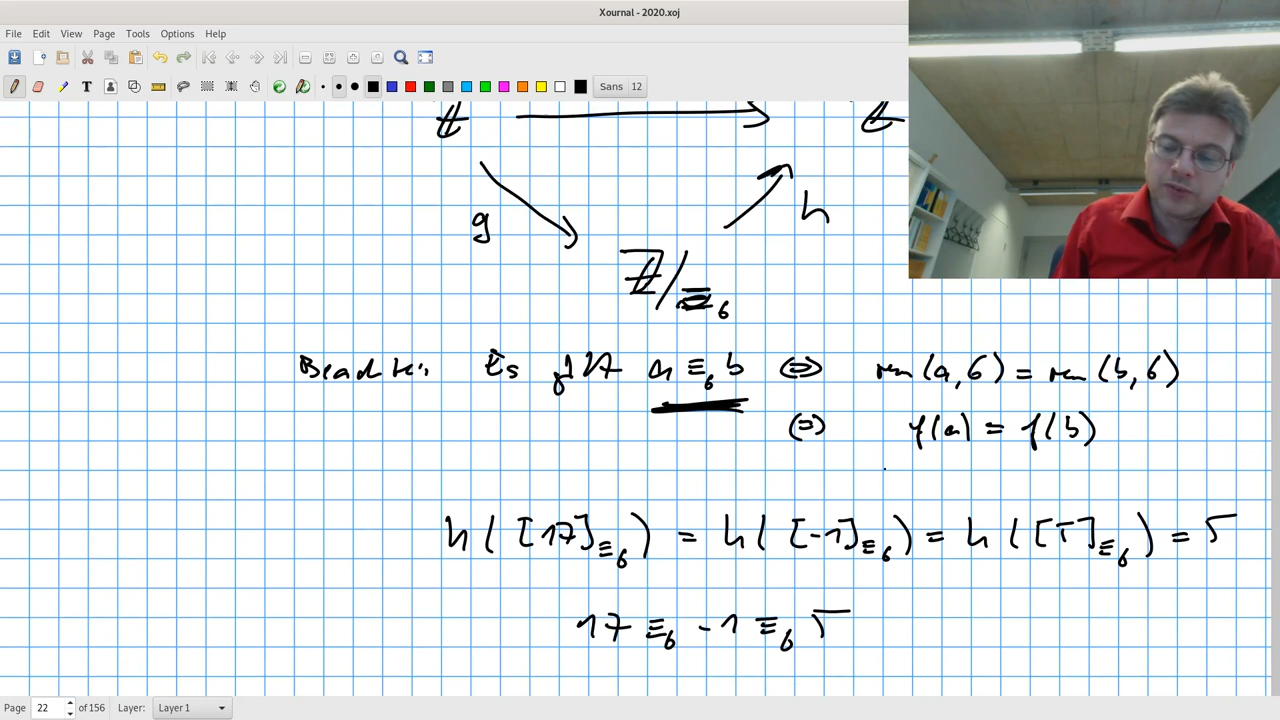 Xournal - 2020.xoj
File Edit View Page Tools Options Help
Sans 12
ℤ ℤ
g h
ℤ/≡₆
Beachte: Es gilt a ≡₆ b ⇔ rem(a,6) = rem(b,6)
⇔ f(a) = f(b)
h([17]≡₆) = h([-1]≡₆) = h([5]≡₆) = 5
17 ≡₆ -1 ≡₆ 5
Page 22 of 156 Layer: Layer 1